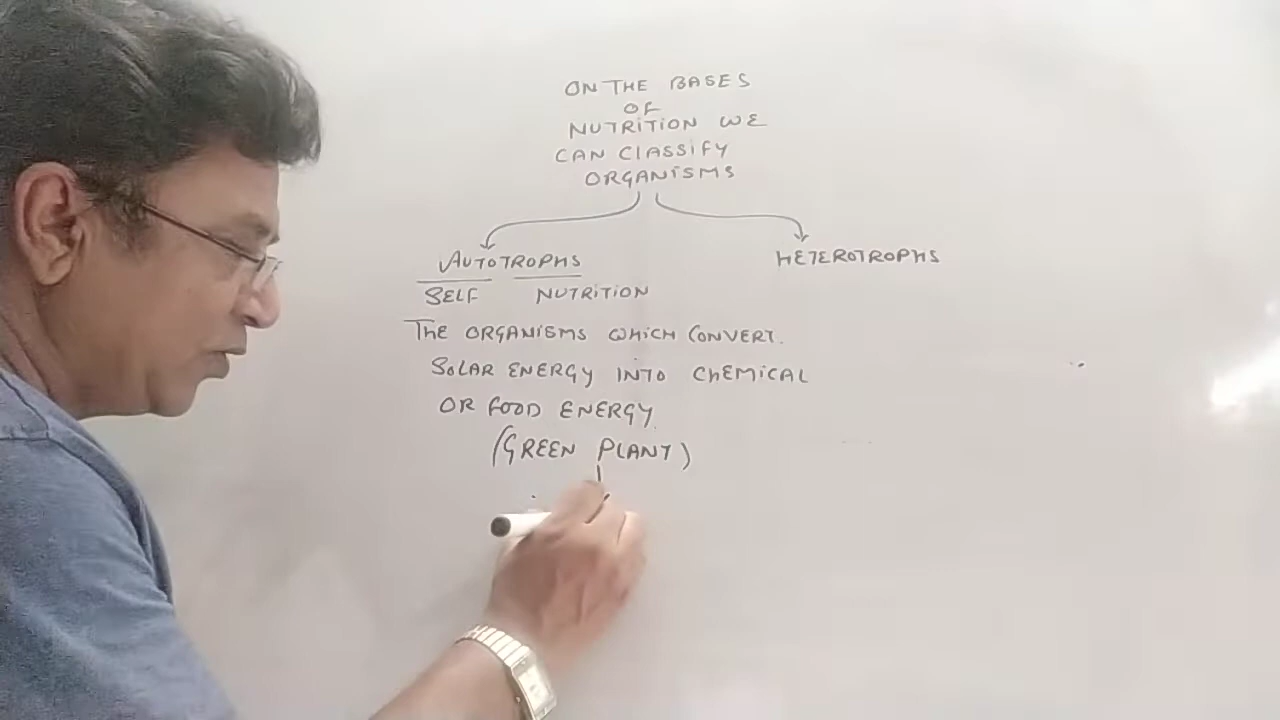 ON THE BASES
OF
NUTRITION WE
CAN CLASSIFY
ORGANISMS
AUTOTROPHS
HETEROTROPHS
SELF NUTRITION
THE ORGANISMS WHICH CONVERT.
SOLAR ENERGY INTO CHEMICAL
OR FOOD ENERGY.
(GREEN PLANT)